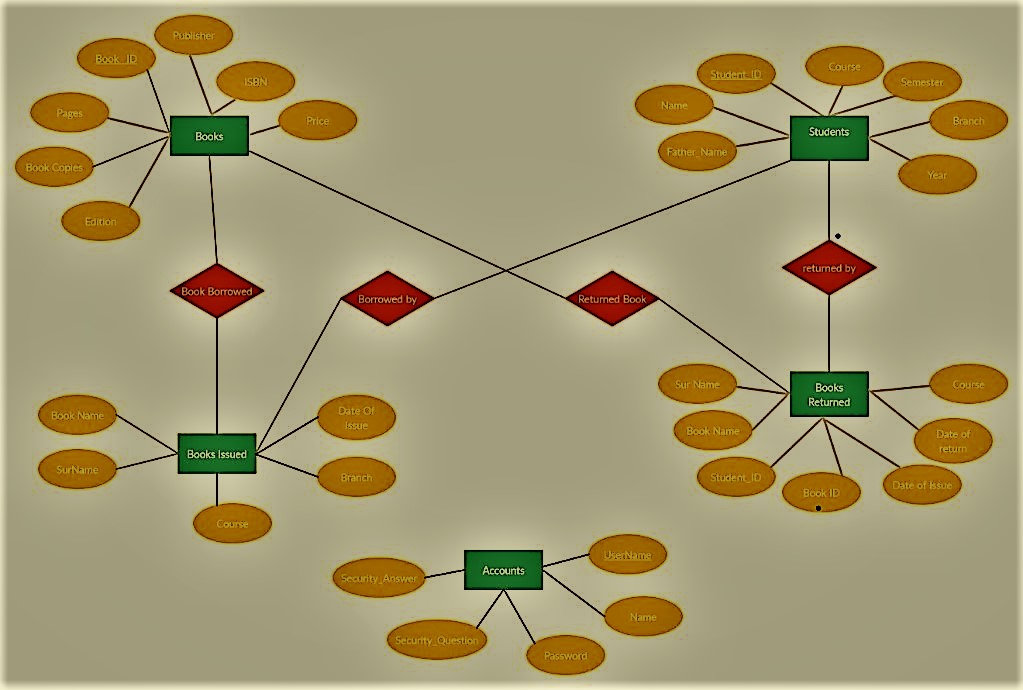 Publisher
Book_ID
ISBN
Pages
Price
Books
Book Copies
Edition
Course
Student_ID
Semester
Name
Branch
Students
Father_Name
Year
Book Borrowed
Borrowed by
Returned Book
returned by
Sur Name
Books
Returned
Course
Book Name
Date of
return
Student_ID
Book ID
Date of Issue
Book Name
Date Of
Issue
Books Issued
SurName
Branch
Course
UserName
Accounts
Security_Answer
Name
Security_Question
Password